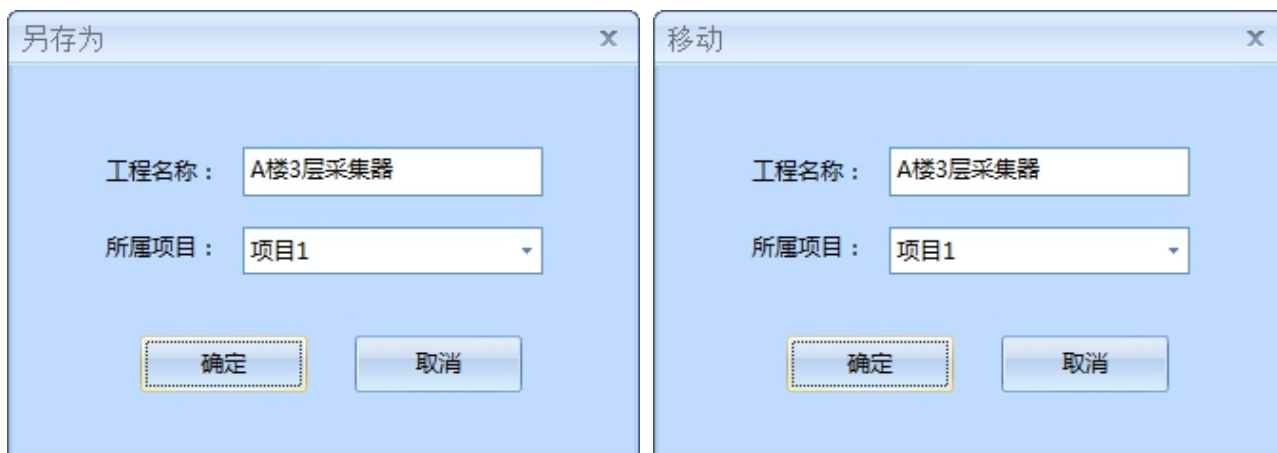 另存为
工程名称：
A楼3层采集器
所属项目：
项目1
确定
取消
移动
工程名称：
A楼3层采集器
所属项目：
项目1
确定
取消